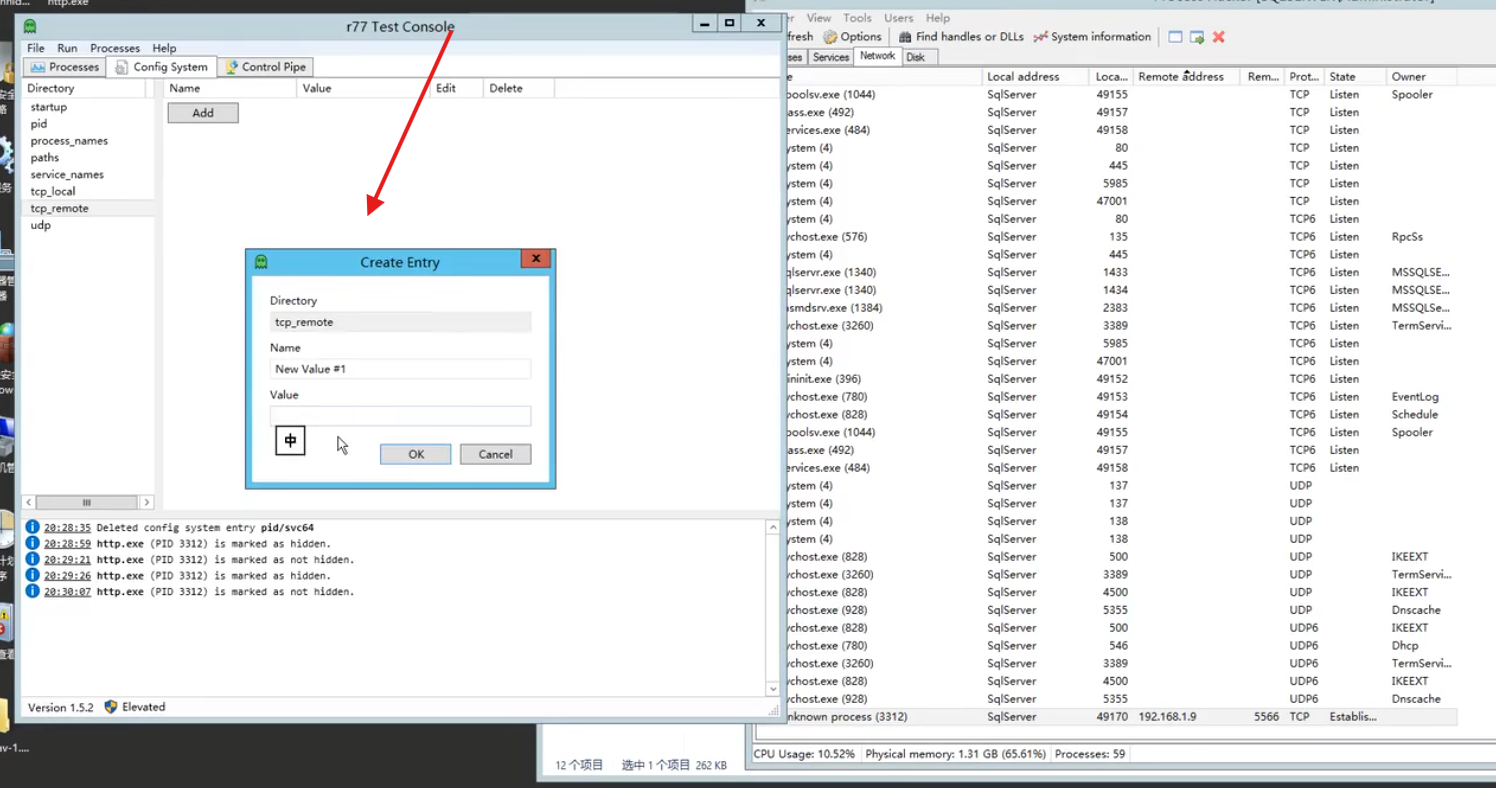 http.exe
r77 Test Console
File Run Processes Help
Processes Config System Control Pipe
Directory Name Value Edit Delete
startup
pid
process_names
paths
service_names
tcp_local
tcp_remote
udp
Add
Create Entry
Directory
tcp_remote
Name
New Value #1
Value
中
OK Cancel
20:28:35 Deleted config system entry pid/svc64
20:28:59 http.exe (PID 3312) is marked as hidden.
20:29:21 http.exe (PID 3312) is marked as not hidden.
20:29:26 http.exe (PID 3312) is marked as hidden.
20:30:07 http.exe (PID 3312) is marked as not hidden.
Version 1.5.2 Elevated
12 个项目 选中 1 个项目 262 KB
View Tools Users Help
fresh Options Find handles or DLLs System information
ses Services Network Disk
e Local address Loca... Remote address Rem... Prot... State Owner
oolsv.exe (1044) SqlServer 49155 TCP Listen Spooler
ass.exe (492) SqlServer 49157 TCP Listen
ervices.exe (484) SqlServer 49158 TCP Listen
ystem (4) SqlServer 80 TCP Listen
ystem (4) SqlServer 445 TCP Listen
ystem (4) SqlServer 5985 TCP Listen
ystem (4) SqlServer 47001 TCP Listen
ystem (4) SqlServer 80 TCP6 Listen
vchost.exe (576) SqlServer 135 TCP6 Listen RpcSs
ystem (4) SqlServer 445 TCP6 Listen
qlservr.exe (1340) SqlServer 1433 TCP6 Listen MSSQLSE...
qlservr.exe (1340) SqlServer 1434 TCP6 Listen MSSQLSE...
smdsrv.exe (1384) SqlServer 2383 TCP6 Listen MSSQLSe...
vchost.exe (3260) SqlServer 3389 TCP6 Listen TermServi...
ystem (4) SqlServer 5985 TCP6 Listen
ystem (4) SqlServer 47001 TCP6 Listen
ininit.exe (396) SqlServer 49152 TCP6 Listen
vchost.exe (780) SqlServer 49153 TCP6 Listen EventLog
vchost.exe (828) SqlServer 49154 TCP6 Listen Schedule
oolsv.exe (1044) SqlServer 49155 TCP6 Listen Spooler
ass.exe (492) SqlServer 49157 TCP6 Listen
ervices.exe (484) SqlServer 49158 TCP6 Listen
ystem (4) SqlServer 137 UDP
ystem (4) SqlServer 137 UDP
ystem (4) SqlServer 138 UDP
ystem (4) SqlServer 138 UDP
vchost.exe (828) SqlServer 500 UDP IKEEXT
vchost.exe (3260) SqlServer 3389 UDP TermServi...
vchost.exe (828) SqlServer 4500 UDP IKEEXT
vchost.exe (928) SqlServer 5355 UDP Dnscache
vchost.exe (828) SqlServer 500 UDP6 IKEEXT
vchost.exe (780) SqlServer 546 UDP6 Dhcp
vchost.exe (3260) SqlServer 3389 UDP6 TermServi...
vchost.exe (828) SqlServer 4500 UDP6 IKEEXT
vchost.exe (928) SqlServer 5355 UDP6 Dnscache
nknown process (3312) SqlServer 49170 192.168.1.9 5566 TCP Establis...
CPU Usage: 10.52% Physical memory: 1.31 GB (65.61%) Processes: 59